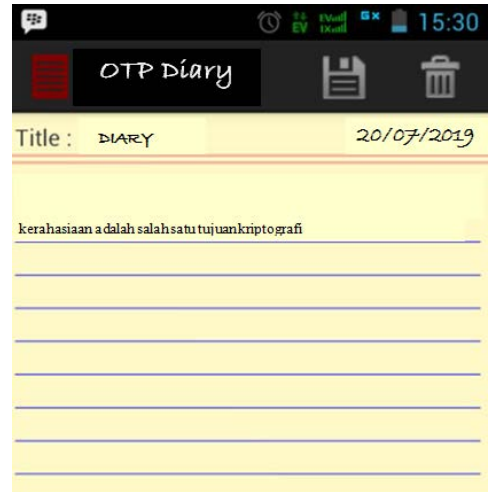 15:30
OTP Diary
Title : DIARY 20/07/2019
kerahasiaan adalah salah satu tujuankriptografi